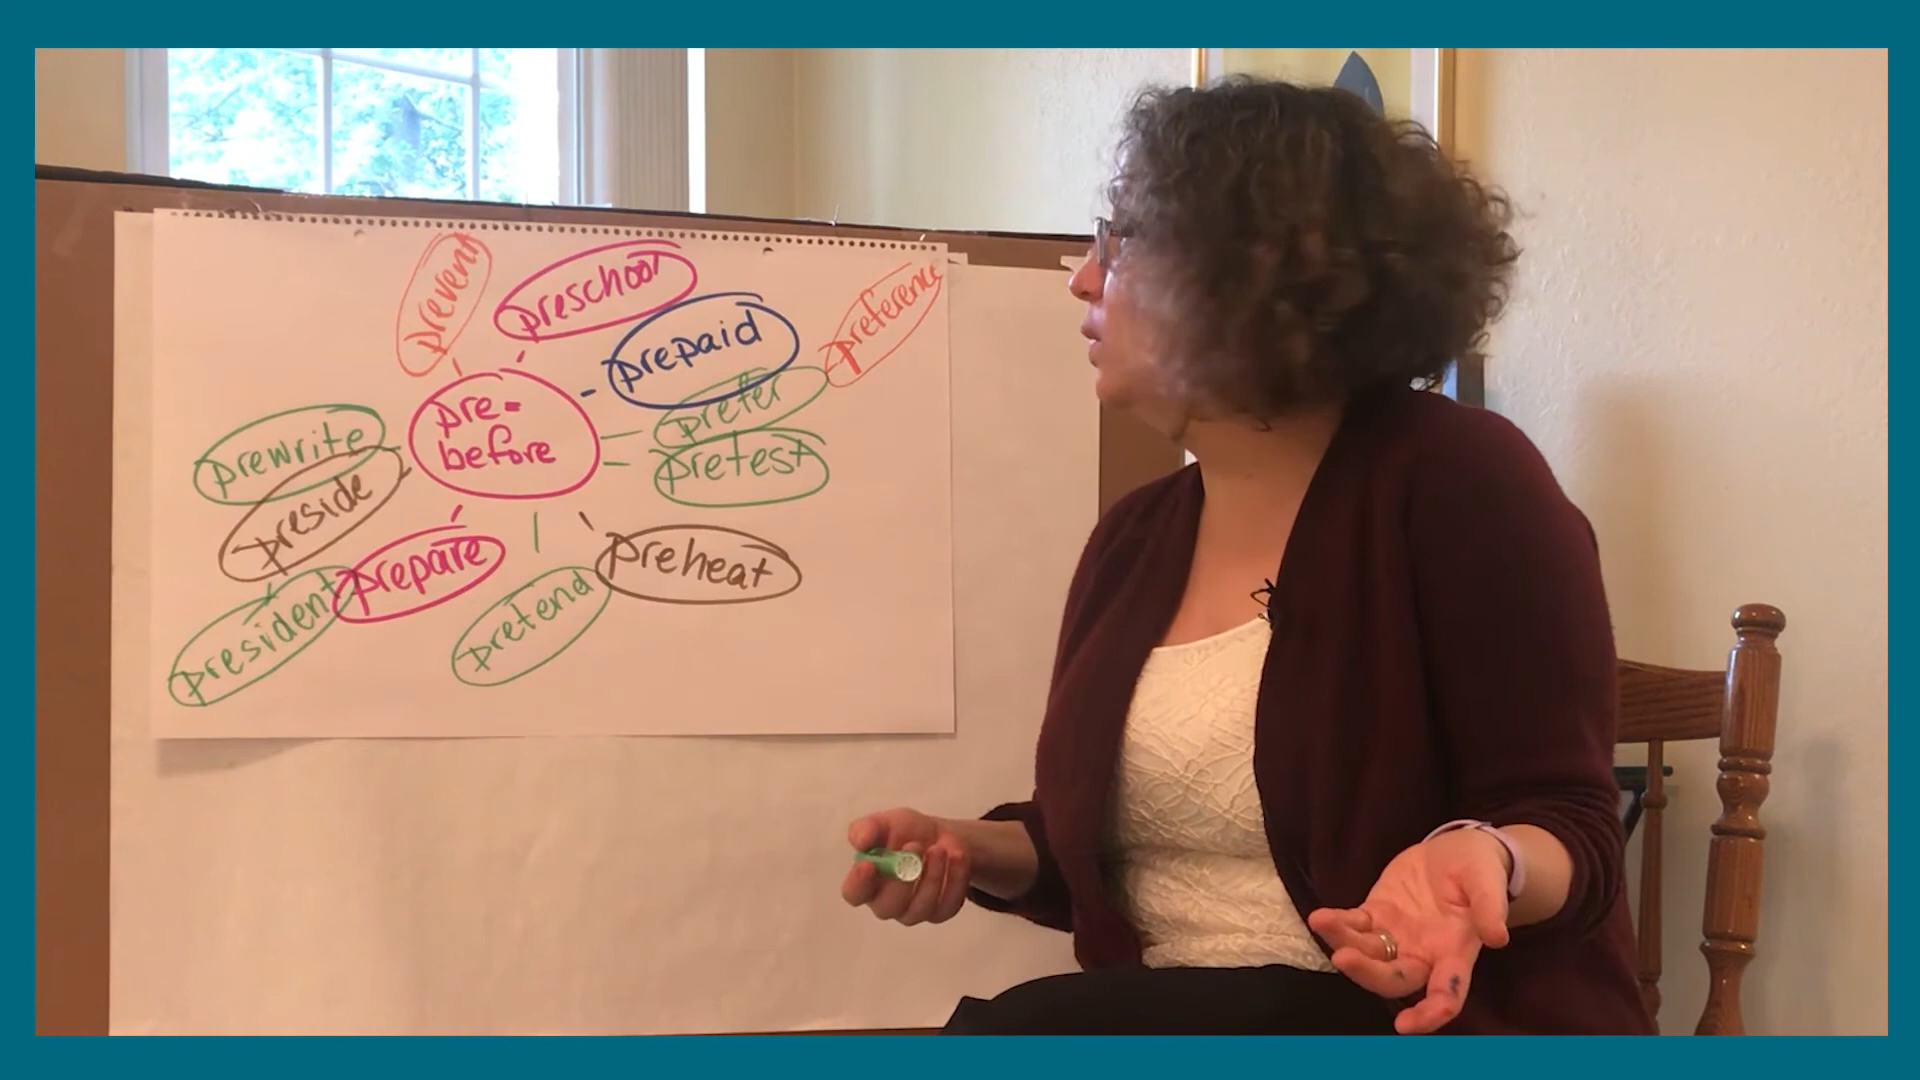 prevent
preschool
prepaid
preference
prefer
pre-
before
pretest
prewrite
preside
prepare
preheat
president
pretend